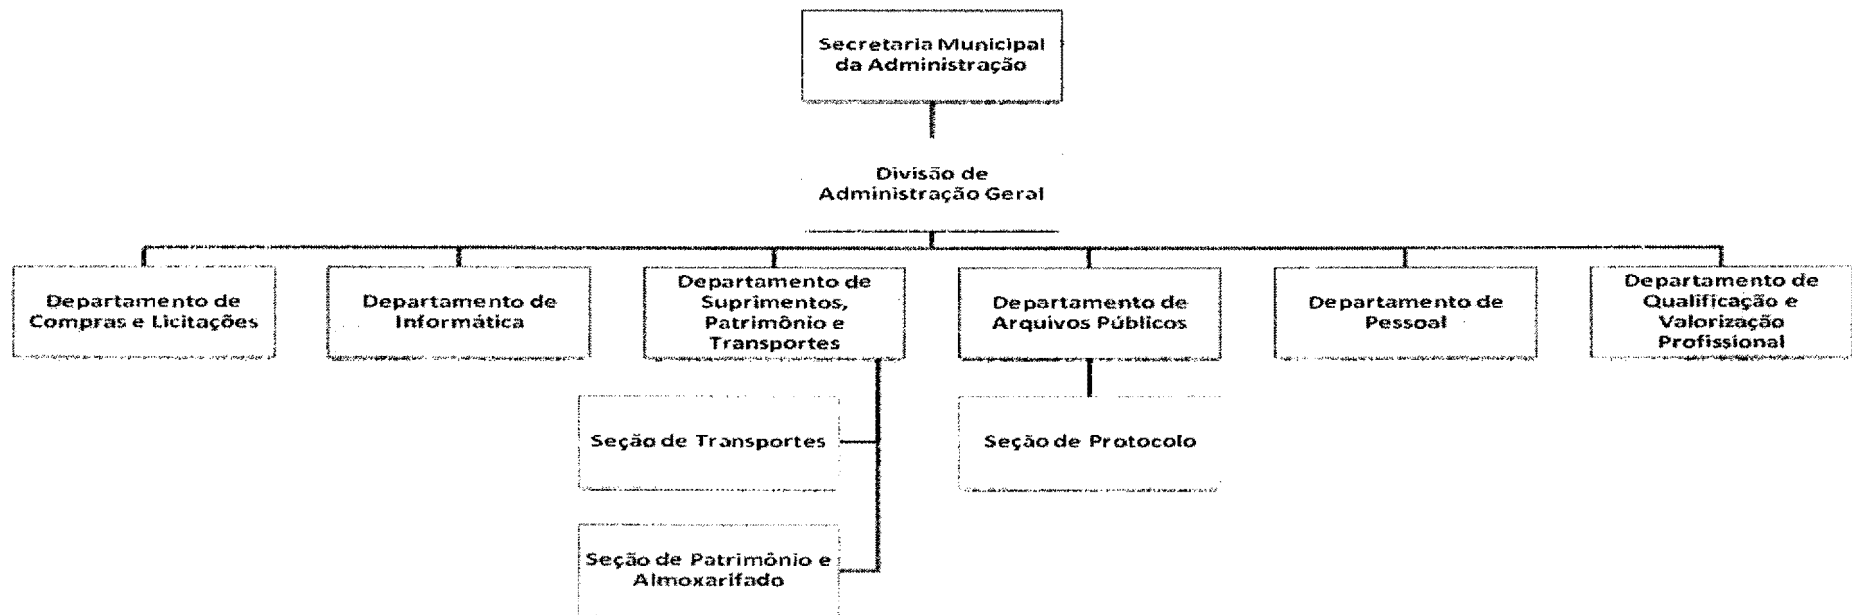 Secretaria Municipal
da Administração
Divisão de
Administração Geral
Departamento de
Compras e Licitações
Departamento de
Informática
Departamento de
Suprimentos,
Patrimônio e
Transportes
Departamento de
Arquivos Públicos
Departamento de
Pessoal
Departamento de
Qualificação e
Valorização
Profissional
Seção de Transportes
Seção de Protocolo
Seção de Patrimônio e
Almoxarifado